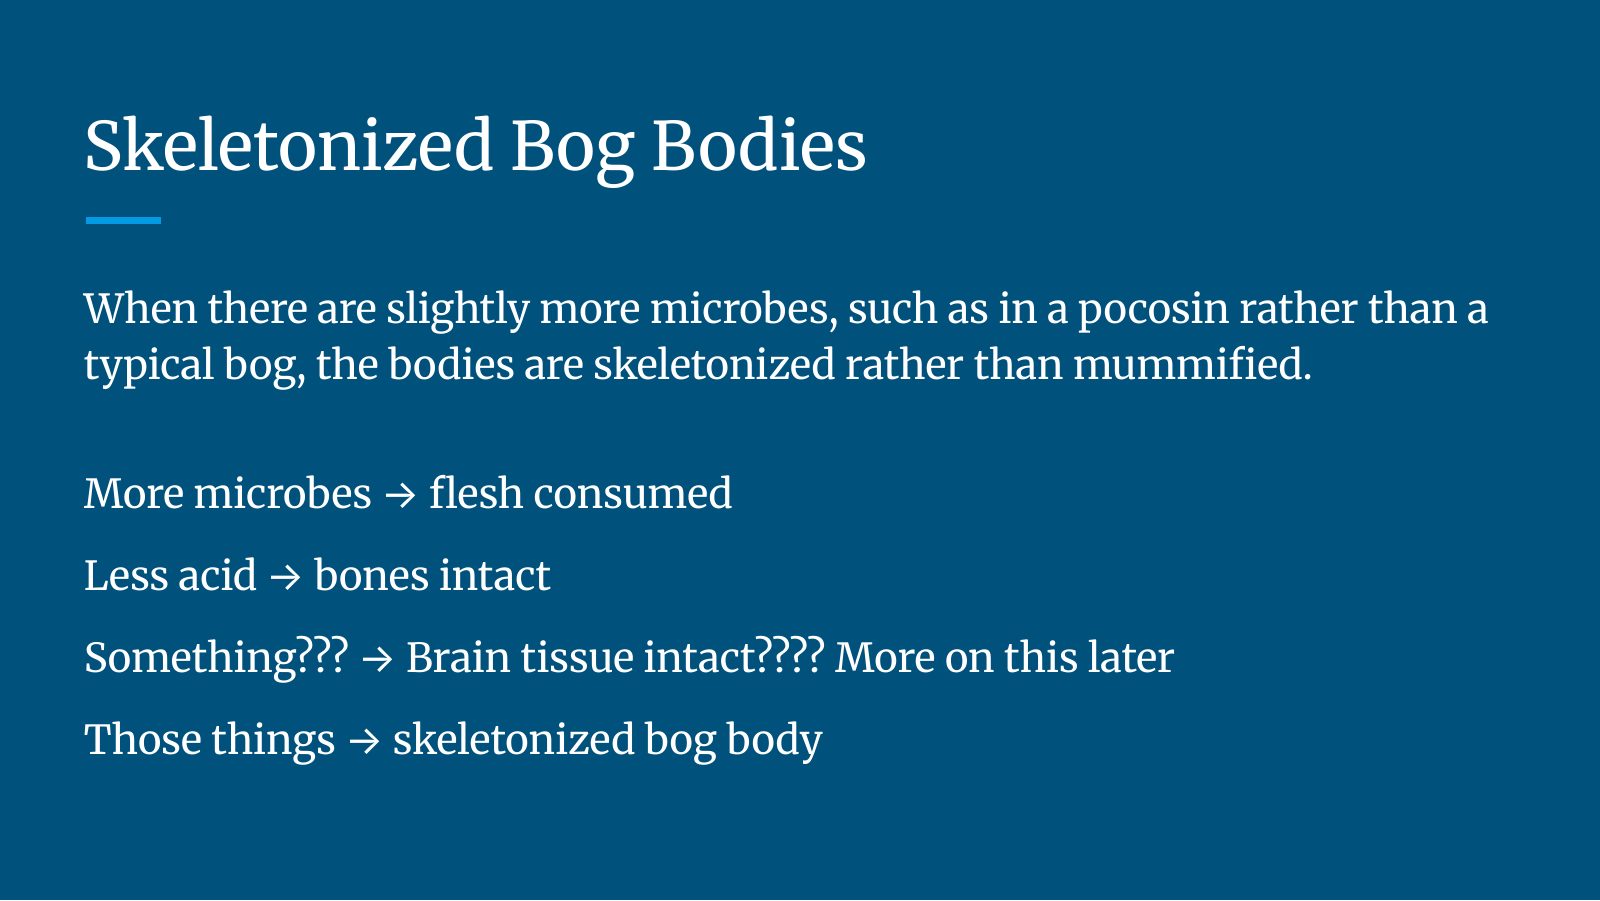 Skeletonized Bog Bodies
When there are slightly more microbes, such as in a pocosin rather than a
typical bog, the bodies are skeletonized rather than mummified.
More microbes → flesh consumed
Less acid → bones intact
Something??? → Brain tissue intact???? More on this later
Those things → skeletonized bog body